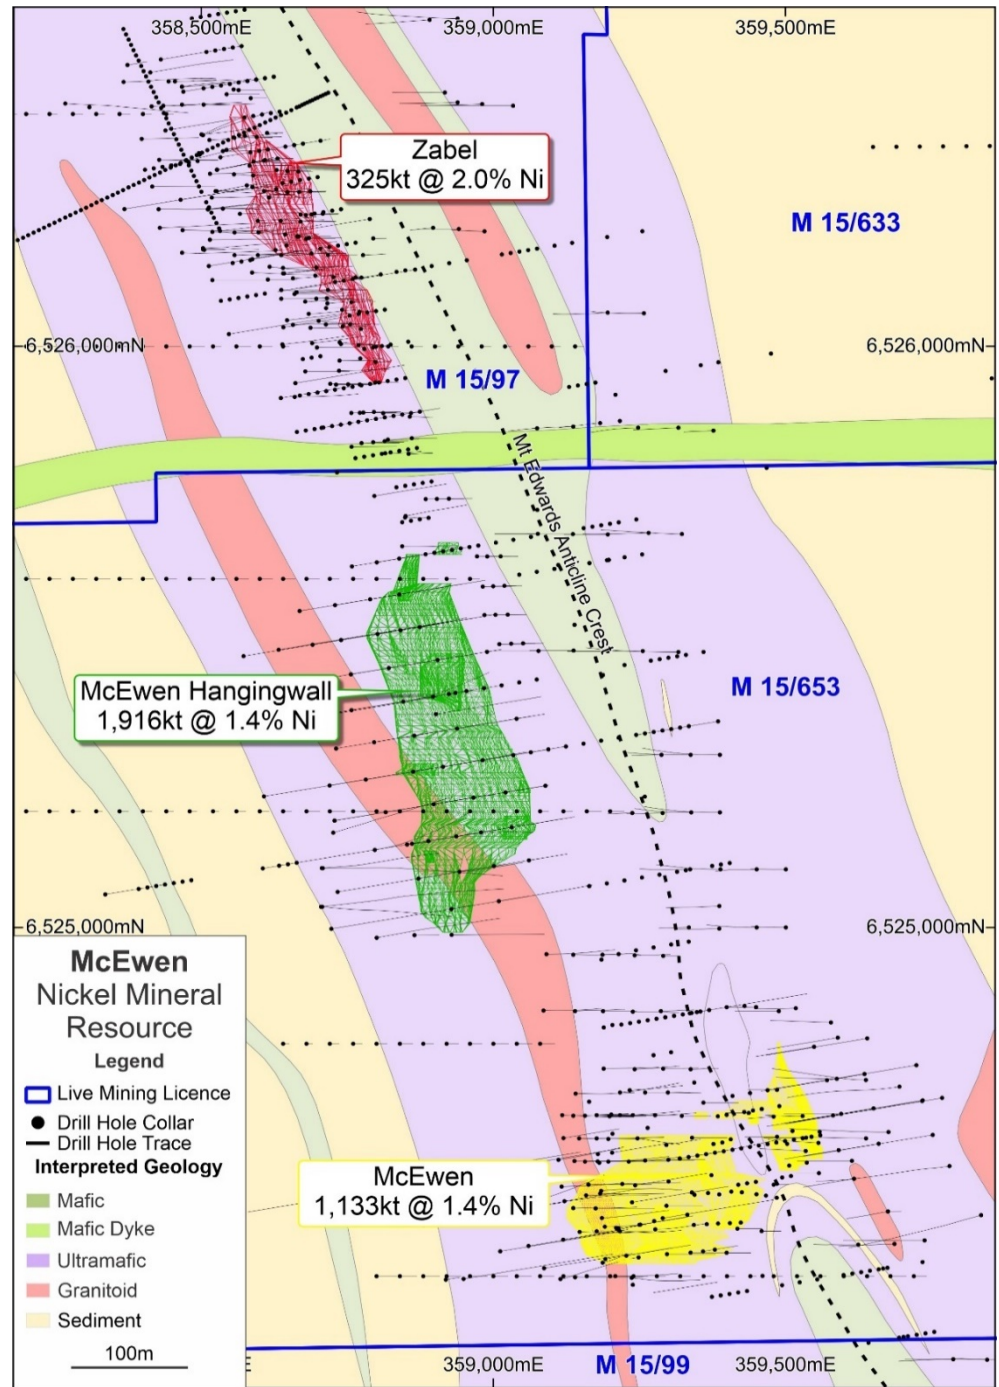 358,500mE
359,000mE
359,500mE
Zabel
325kt @ 2.0% Ni
M 15/633
6,526,000mN
6,526,000mN
M 15/97
Mt Edwards Anticline Crest
McEwen Hangingwall
1,916kt @ 1.4% Ni
M 15/653
6,525,000mN
6,525,000mN
McEwen
Nickel Mineral
Resource
Legend
Live Mining Licence
Drill Hole Collar
Drill Hole Trace
Interpreted Geology
Mafic
Mafic Dyke
Ultramafic
Granitoid
Sediment
100m
McEwen
1,133kt @ 1.4% Ni
E
359,000mE
M 15/99
359,500mE